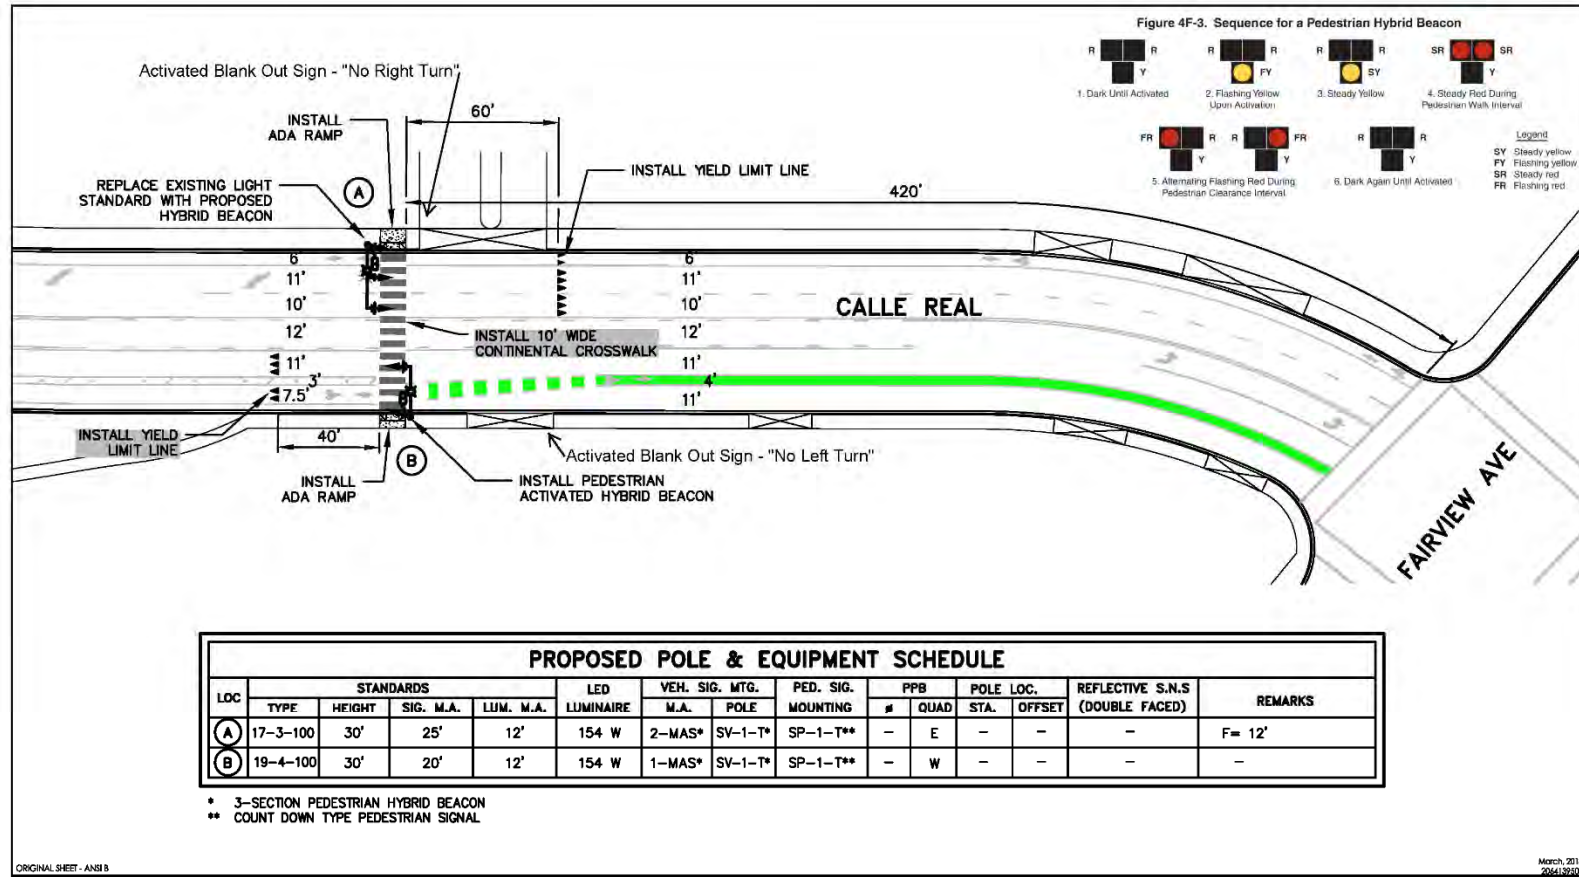 Figure 4F-3. Sequence for a Pedestrian Hybrid Beacon
R R
Y
1. Dark Until Activated
R R
FY
2. Flashing Yellow
Upon Activation
R R
SY
3. Steady Yellow
SR SR
Y
4. Steady Red During
Pedestrian Walk Interval
FR R
Y
R FR
Y
5. Alternating Flashing Red During
Pedestrian Clearance Interval
R R
Y
6. Dark Again Until Activated
Legend
SY Steady yellow
FY Flashing yellow
SR Steady red
FR Flashing red
Activated Blank Out Sign - "No Right Turn"
60'
INSTALL
ADA RAMP
INSTALL YIELD LIMIT LINE
REPLACE EXISTING LIGHT
STANDARD WITH PROPOSED
HYBRID BEACON
A
420'
6'
11'
10'
12'
11'
3'
7.5'
6'
11'
10'
12'
11'
4'
11'
CALLE REAL
INSTALL 10' WIDE
CONTINENTAL CROSSWALK
INSTALL YIELD
LIMIT LINE
40'
B
Activated Blank Out Sign - "No Left Turn"
INSTALL
ADA RAMP
INSTALL PEDESTRIAN
ACTIVATED HYBRID BEACON
FAIRVIEW AVE
PROPOSED POLE & EQUIPMENT SCHEDULE
LOC STANDARDS LED VEH. SIG. MTG. PED. SIG. PPB POLE LOC. REFLECTIVE S.N.S REMARKS
TYPE HEIGHT SIG. M.A. LUM. M.A. LUMINAIRE M.A. POLE MOUNTING ø QUAD STA. OFFSET (DOUBLE FACED)
A 17-3-100 30' 25' 12' 154 W 2-MAS* SV-1-T* SP-1-T** - E - - - F= 12'
B 19-4-100 30' 20' 12' 154 W 1-MAS* SV-1-T* SP-1-T** - W - - - -
* 3-SECTION PEDESTRIAN HYBRID BEACON
** COUNT DOWN TYPE PEDESTRIAN SIGNAL
ORIGINAL SHEET - ANSI B
March, 201
206413950